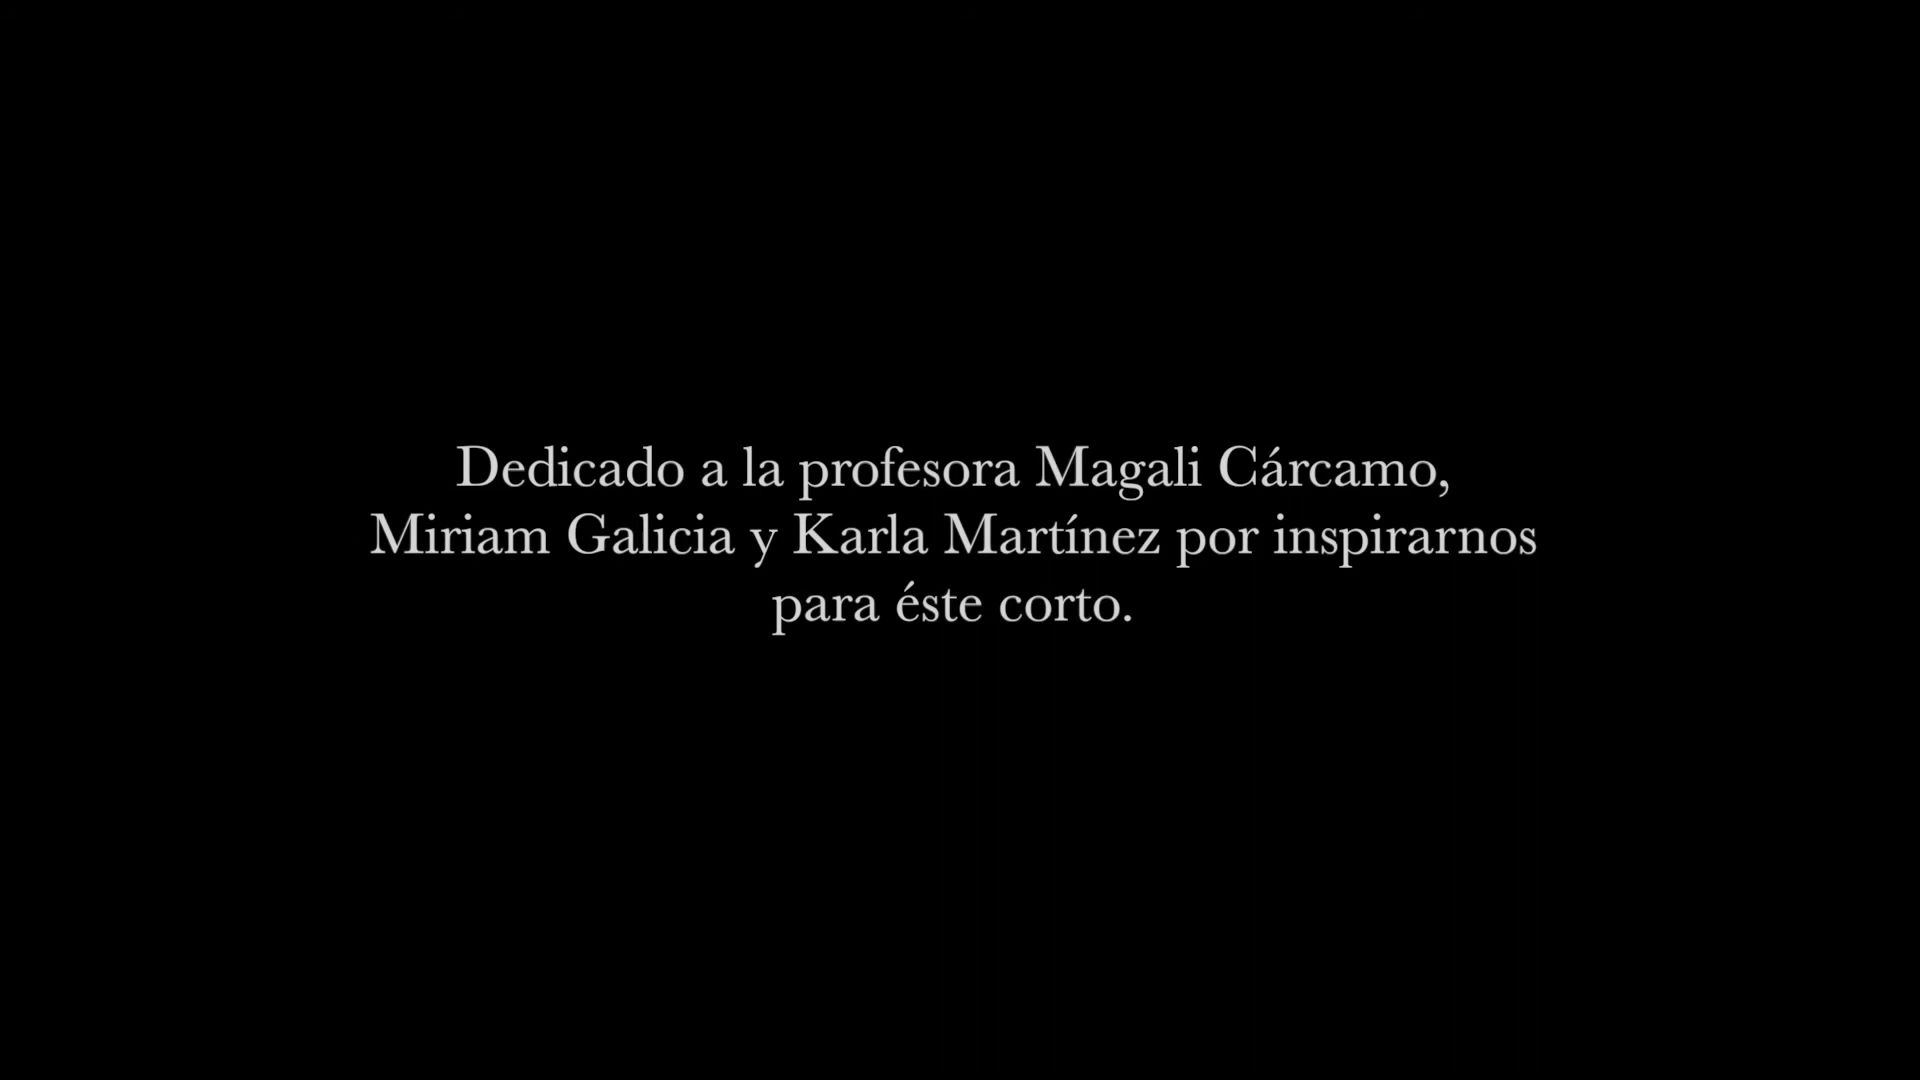 Dedicado a la profesora Magali Cárcamo,
Miriam Galicia y Karla Martínez por inspirarnos
para éste corto.